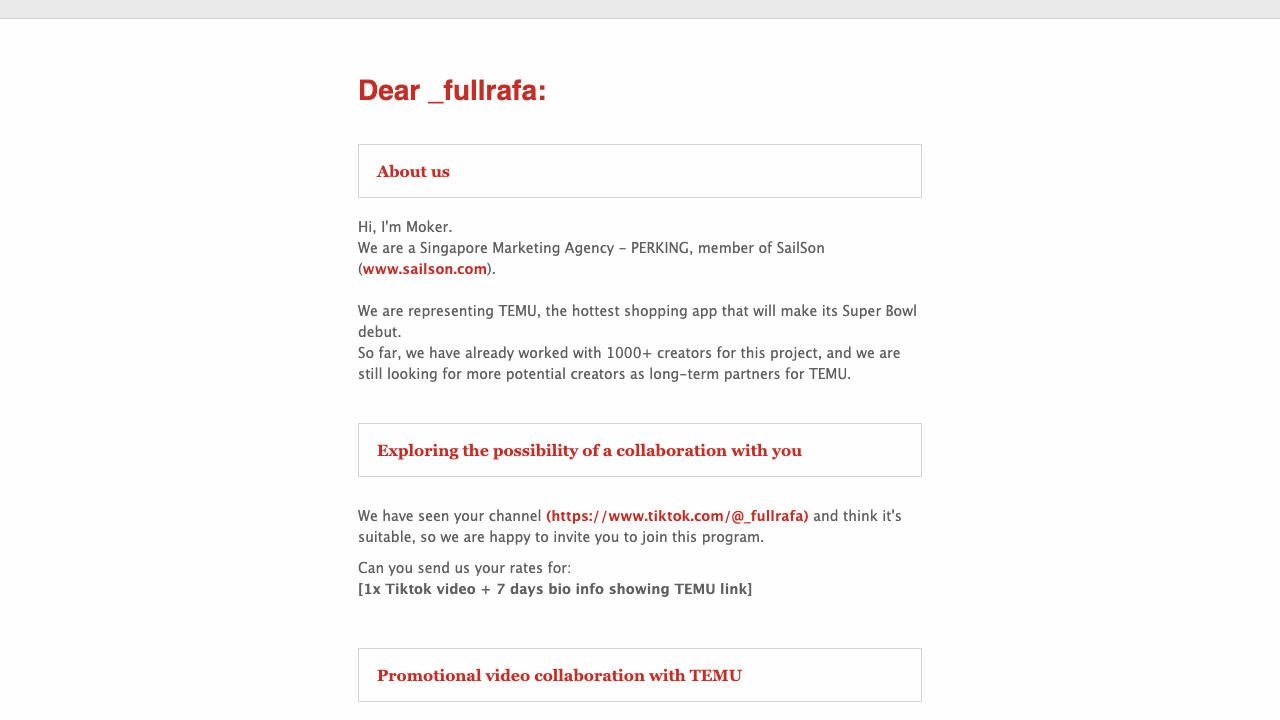 Dear _fullrafa:
About us
Hi, I'm Moker.
We are a Singapore Marketing Agency - PERKING, member of SailSon
(www.sailson.com).
We are representing TEMU, the hottest shopping app that will make its Super Bowl
debut.
So far, we have already worked with 1000+ creators for this project, and we are
still looking for more potential creators as long-term partners for TEMU.
Exploring the possibility of a collaboration with you
We have seen your channel (https://www.tiktok.com/@_fullrafa) and think it's
suitable, so we are happy to invite you to join this program.
Can you send us your rates for:
[1x Tiktok video + 7 days bio info showing TEMU link]
Promotional video collaboration with TEMU